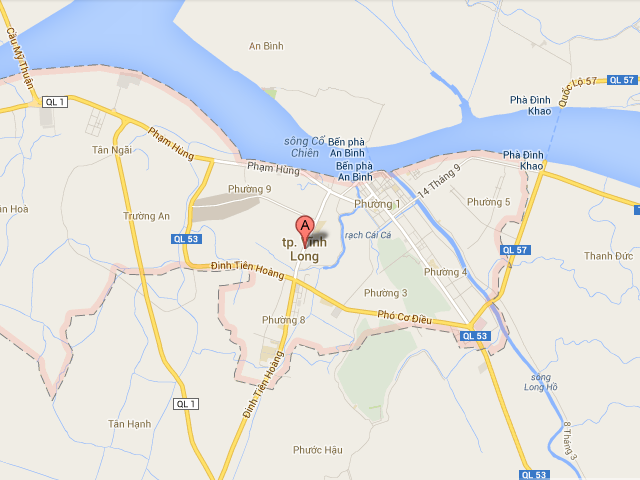 An Bình
Cầu Mỹ Thuận
QL 1
QL 57
Quốc Lộ 57
Phà Đình
Khao
Tân Ngãi
Phạm Hùng
sông Cổ
Chiên
Bến phà
An Bình
Bến phà
An Bình
Phà Đình
Khao
Phạm Hùng
14 Tháng 9
Phường 9
Phường 1
Phường 5
ân Hoà
Trường An
A
QL 53
tp. Vĩnh
Long
rạch Cái Cá
QL 57
Thanh Đức
Đinh Tiên Hoàng
Phường 4
Phường 3
Phường 8
Phó Cơ Điều
QL 53
Đinh Tiên Hoàng
sông
Long Hồ
QL 1
Tân Hạnh
8 Tháng 3
Phước Hậu
QL 53